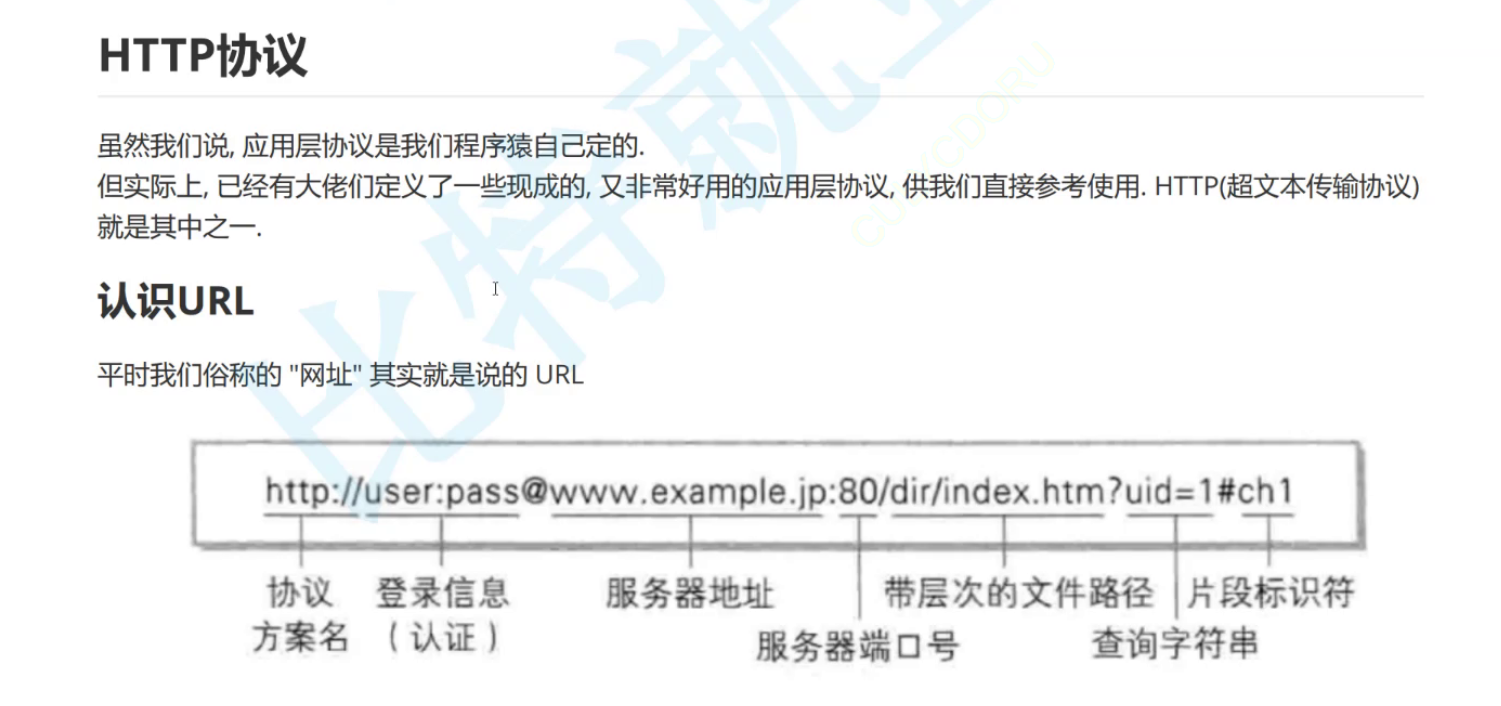 HTTP协议
虽然我们说, 应用层协议是我们程序猿自己定的.
但实际上, 已经有大佬们定义了一些现成的, 又非常好用的应用层协议, 供我们直接参考使用. HTTP(超文本传输协议)
就是其中之一.
认识URL
平时我们俗称的 "网址" 其实就是说的 URL
http://user:pass@www.example.jp:80/dir/index.htm?uid=1#ch1
协议 登录信息 服务器地址 带层次的文件路径 片段标识符
方案名 (认证) 服务器端口号 查询字符串
比特就业